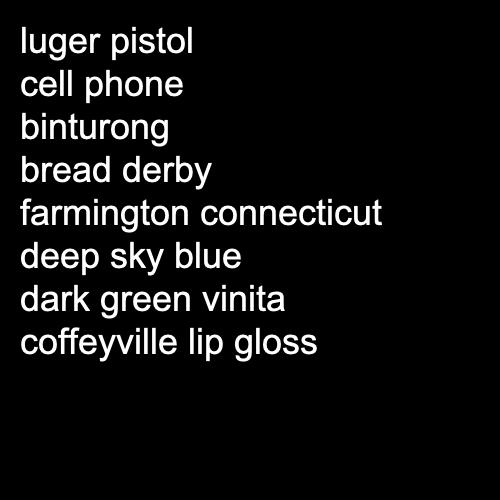 luger pistol
cell phone
binturong
bread derby
farmington connecticut
deep sky blue
dark green vinita
coffeyville lip gloss